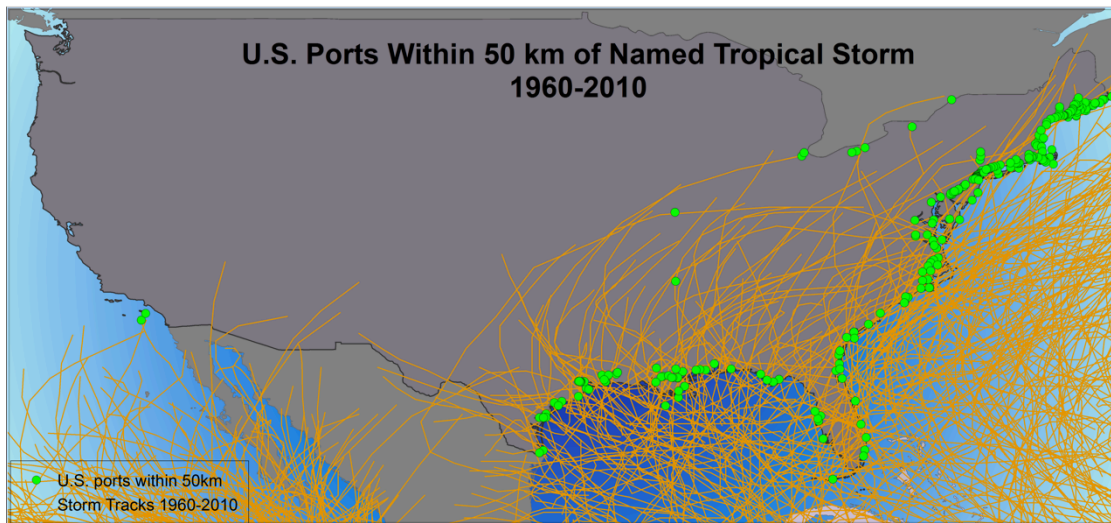 U.S. Ports Within 50 km of Named Tropical Storm
1960-2010
U.S. ports within 50km
Storm Tracks 1960-2010